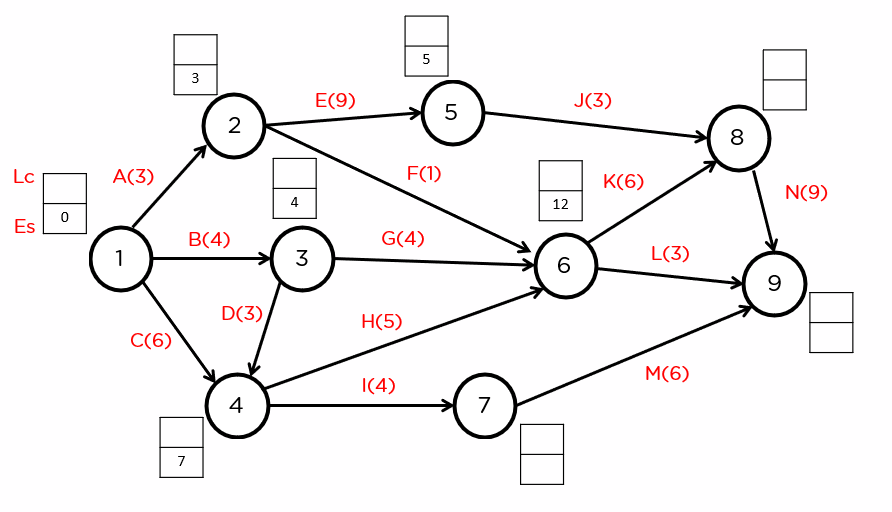 5
3
E(9)
J(3)
2
5
8
Lc
A(3)
F(1)
K(6)
N(9)
4
12
0
Es
B(4)
G(4)
L(3)
1
3
6
9
D(3)
H(5)
C(6)
I(4)
M(6)
4
7
7